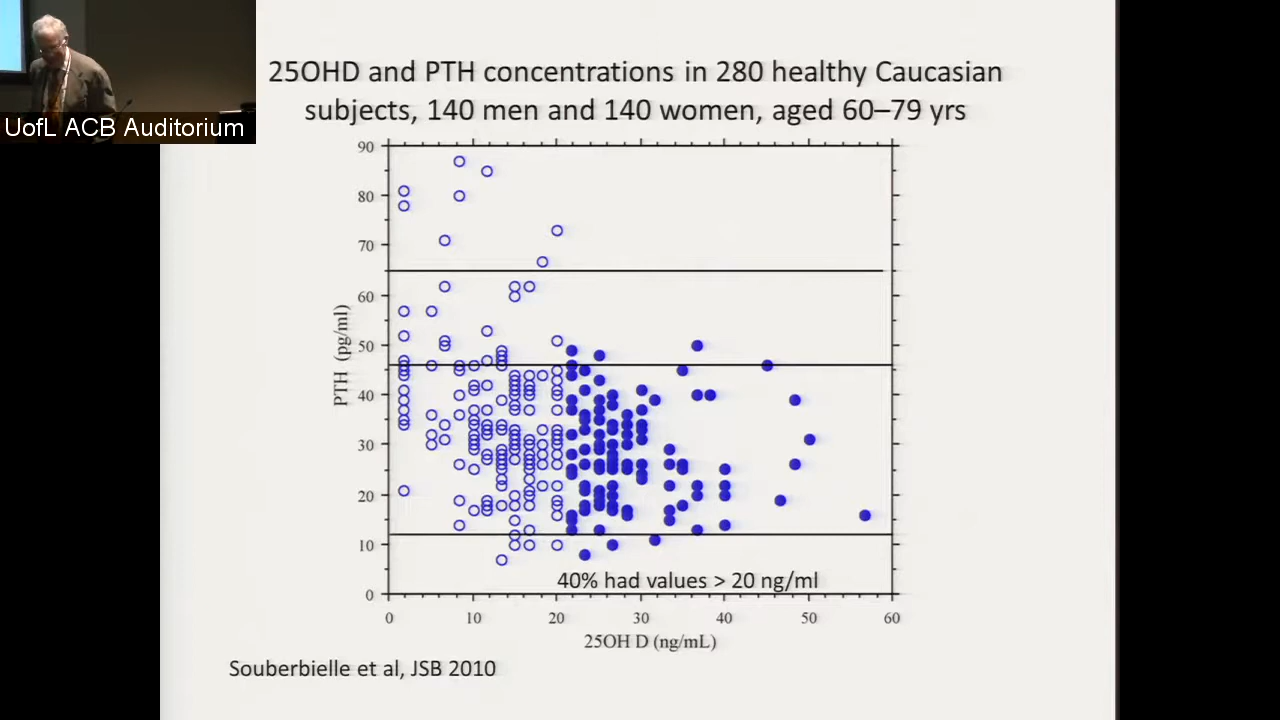 UofL ACB Auditorium
25OHD and PTH concentrations in 280 healthy Caucasian
subjects, 140 men and 140 women, aged 60–79 yrs
90
80
70
60
50
40
30
20
10
0
PTH (pg/ml)
40% had values > 20 ng/ml
0 10 20 30 40 50 60
25OH D (ng/mL)
Souberbielle et al, JSB 2010